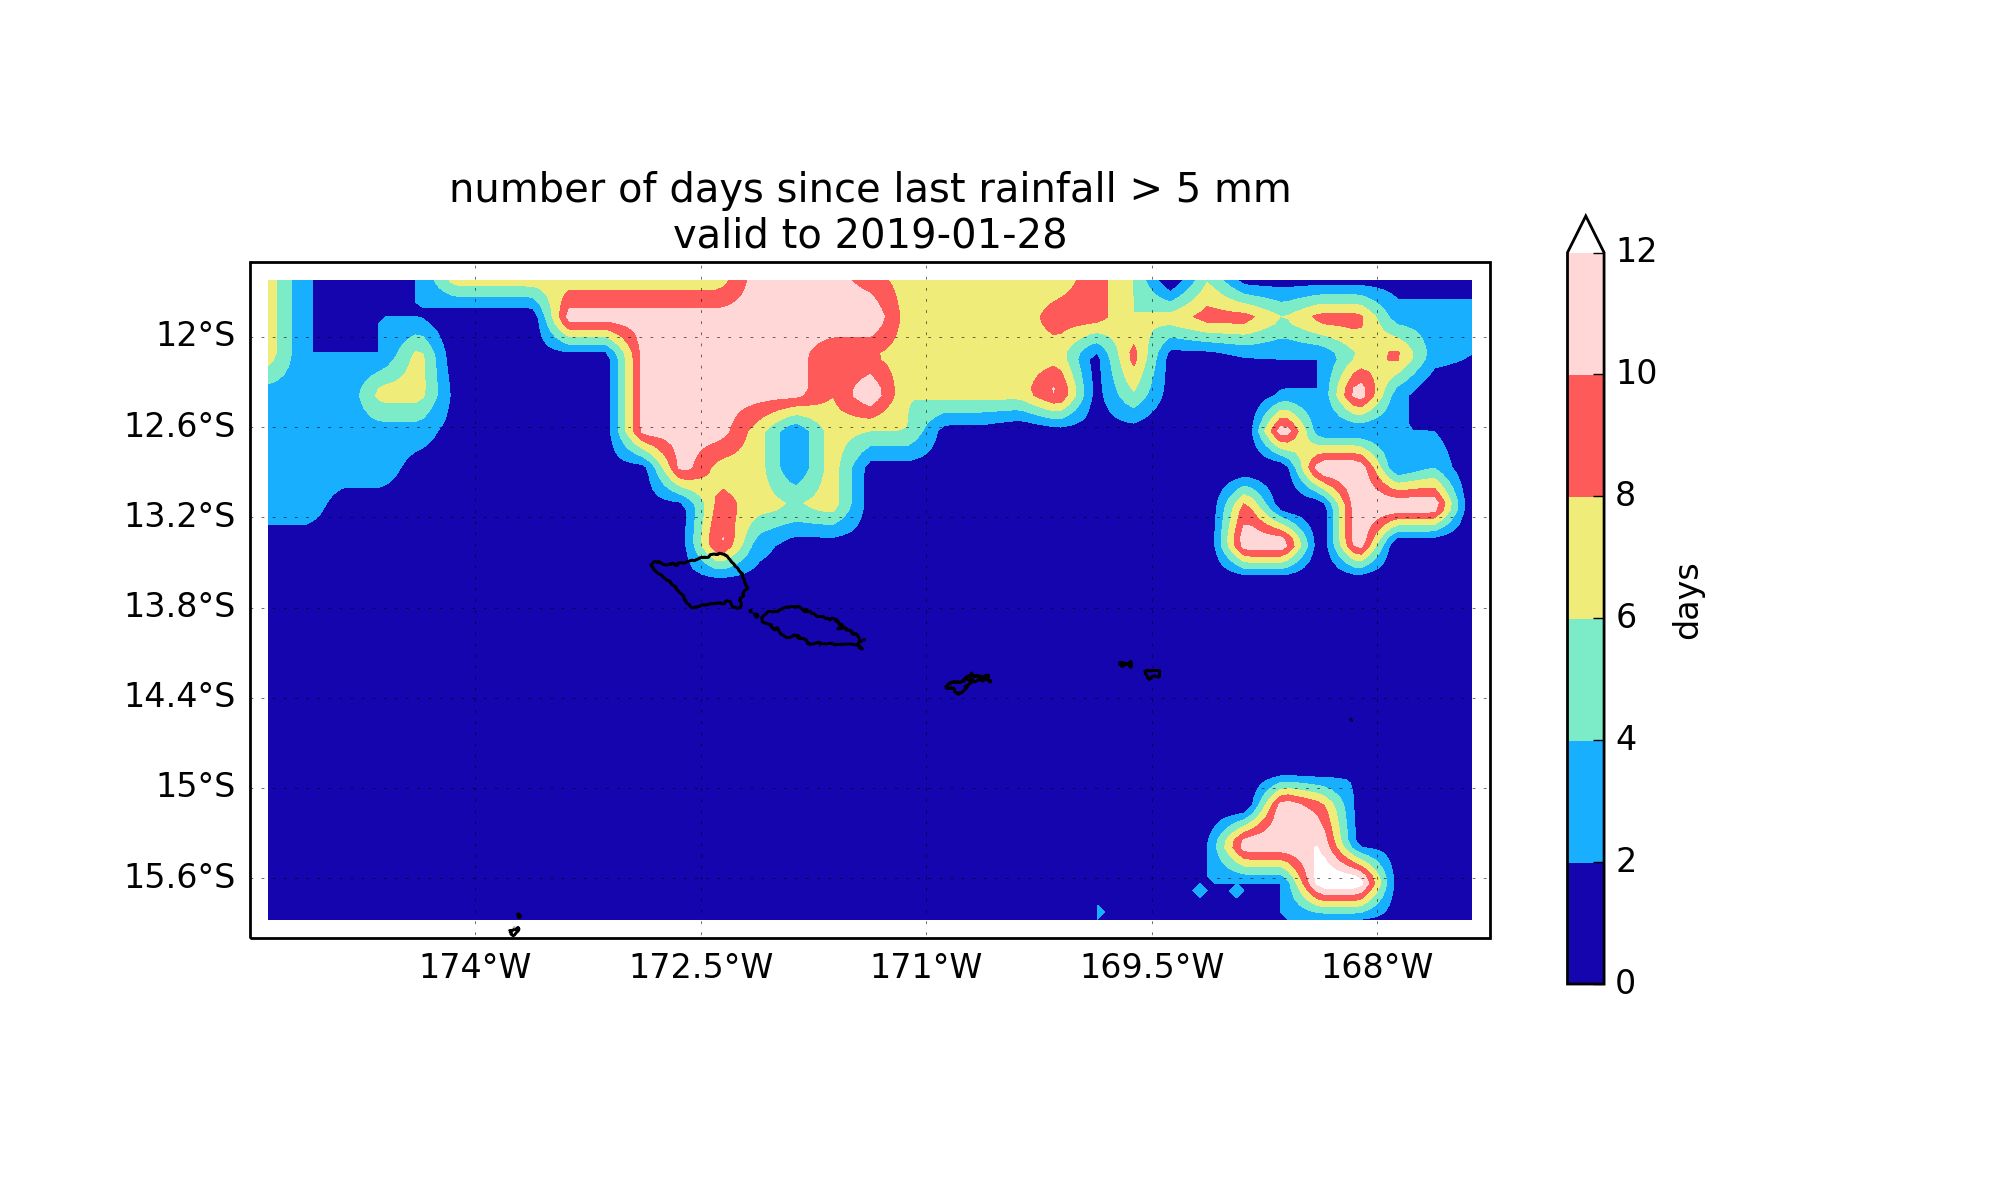 number of days since last rainfall > 5 mm
valid to 2019-01-28
12°S
12.6°S
13.2°S
13.8°S
14.4°S
15°S
15.6°S
174°W
172.5°W
171°W
169.5°W
168°W
12
10
8
6
4
2
0
days